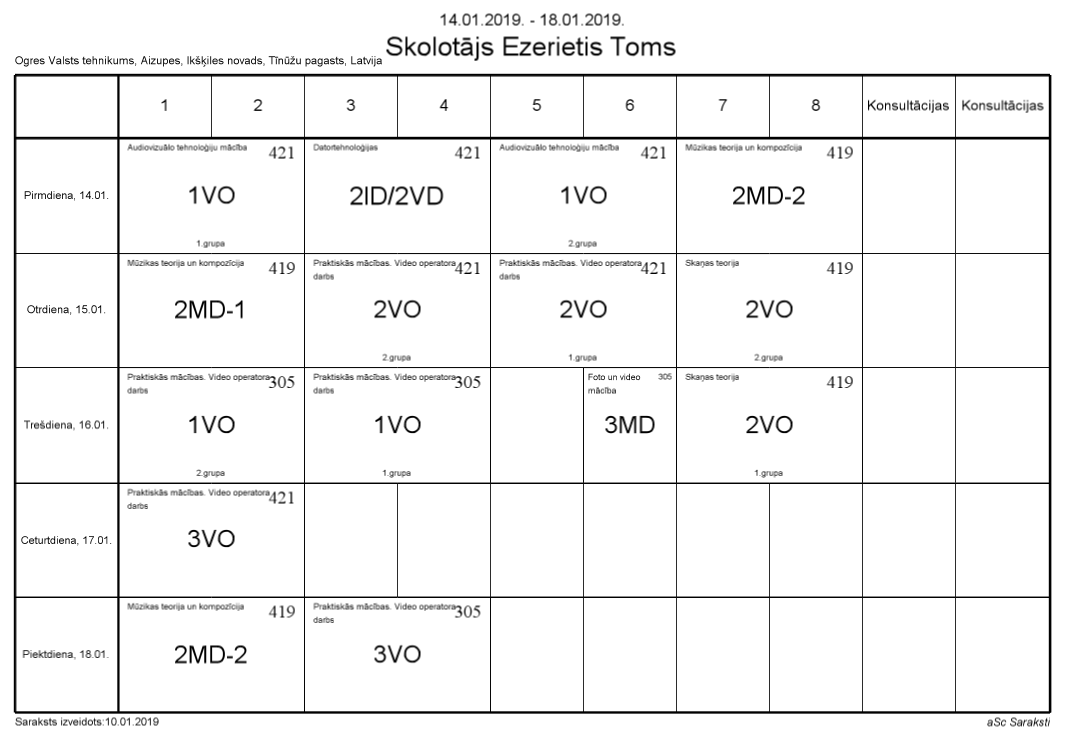 14.01.2019. - 18.01.2019.
Skolotājs Ezerietis Toms
Ogres Valsts tehnikums, Aizupes, Ikšķiles novads, Tīnūžu pagasts, Latvija
1 2 3 4 5 6 7 8 Konsultācijas Konsultācijas
Pirmdiena, 14.01.
Audiovizuālo tehnoloģiju mācība 421
1VO
1.grupa
Datortehnoloģijas 421
2ID/2VD
Audiovizuālo tehnoloģiju mācība 421
1VO
2.grupa
Mūzikas teorija un kompozīcija 419
2MD-2
Otrdiena, 15.01.
Mūzikas teorija un kompozīcija 419
2MD-1
Praktiskās mācības. Video operatora 421
darbs
2VO
2.grupa
Praktiskās mācības. Video operatora 421
darbs
2VO
1.grupa
Skaņas teorija 419
2VO
2.grupa
Trešdiena, 16.01.
Praktiskās mācības. Video operatora 305
darbs
1VO
2.grupa
Praktiskās mācības. Video operatora 305
darbs
1VO
1.grupa
Foto un video 305
mācība
3MD
Skaņas teorija 419
2VO
1.grupa
Ceturtdiena, 17.01.
Praktiskās mācības. Video operatora 421
darbs
3VO
Piektdiena, 18.01.
Mūzikas teorija un kompozīcija 419
2MD-2
Praktiskās mācības. Video operatora 305
darbs
3VO
Saraksts izveidots:10.01.2019
aSc Saraksti